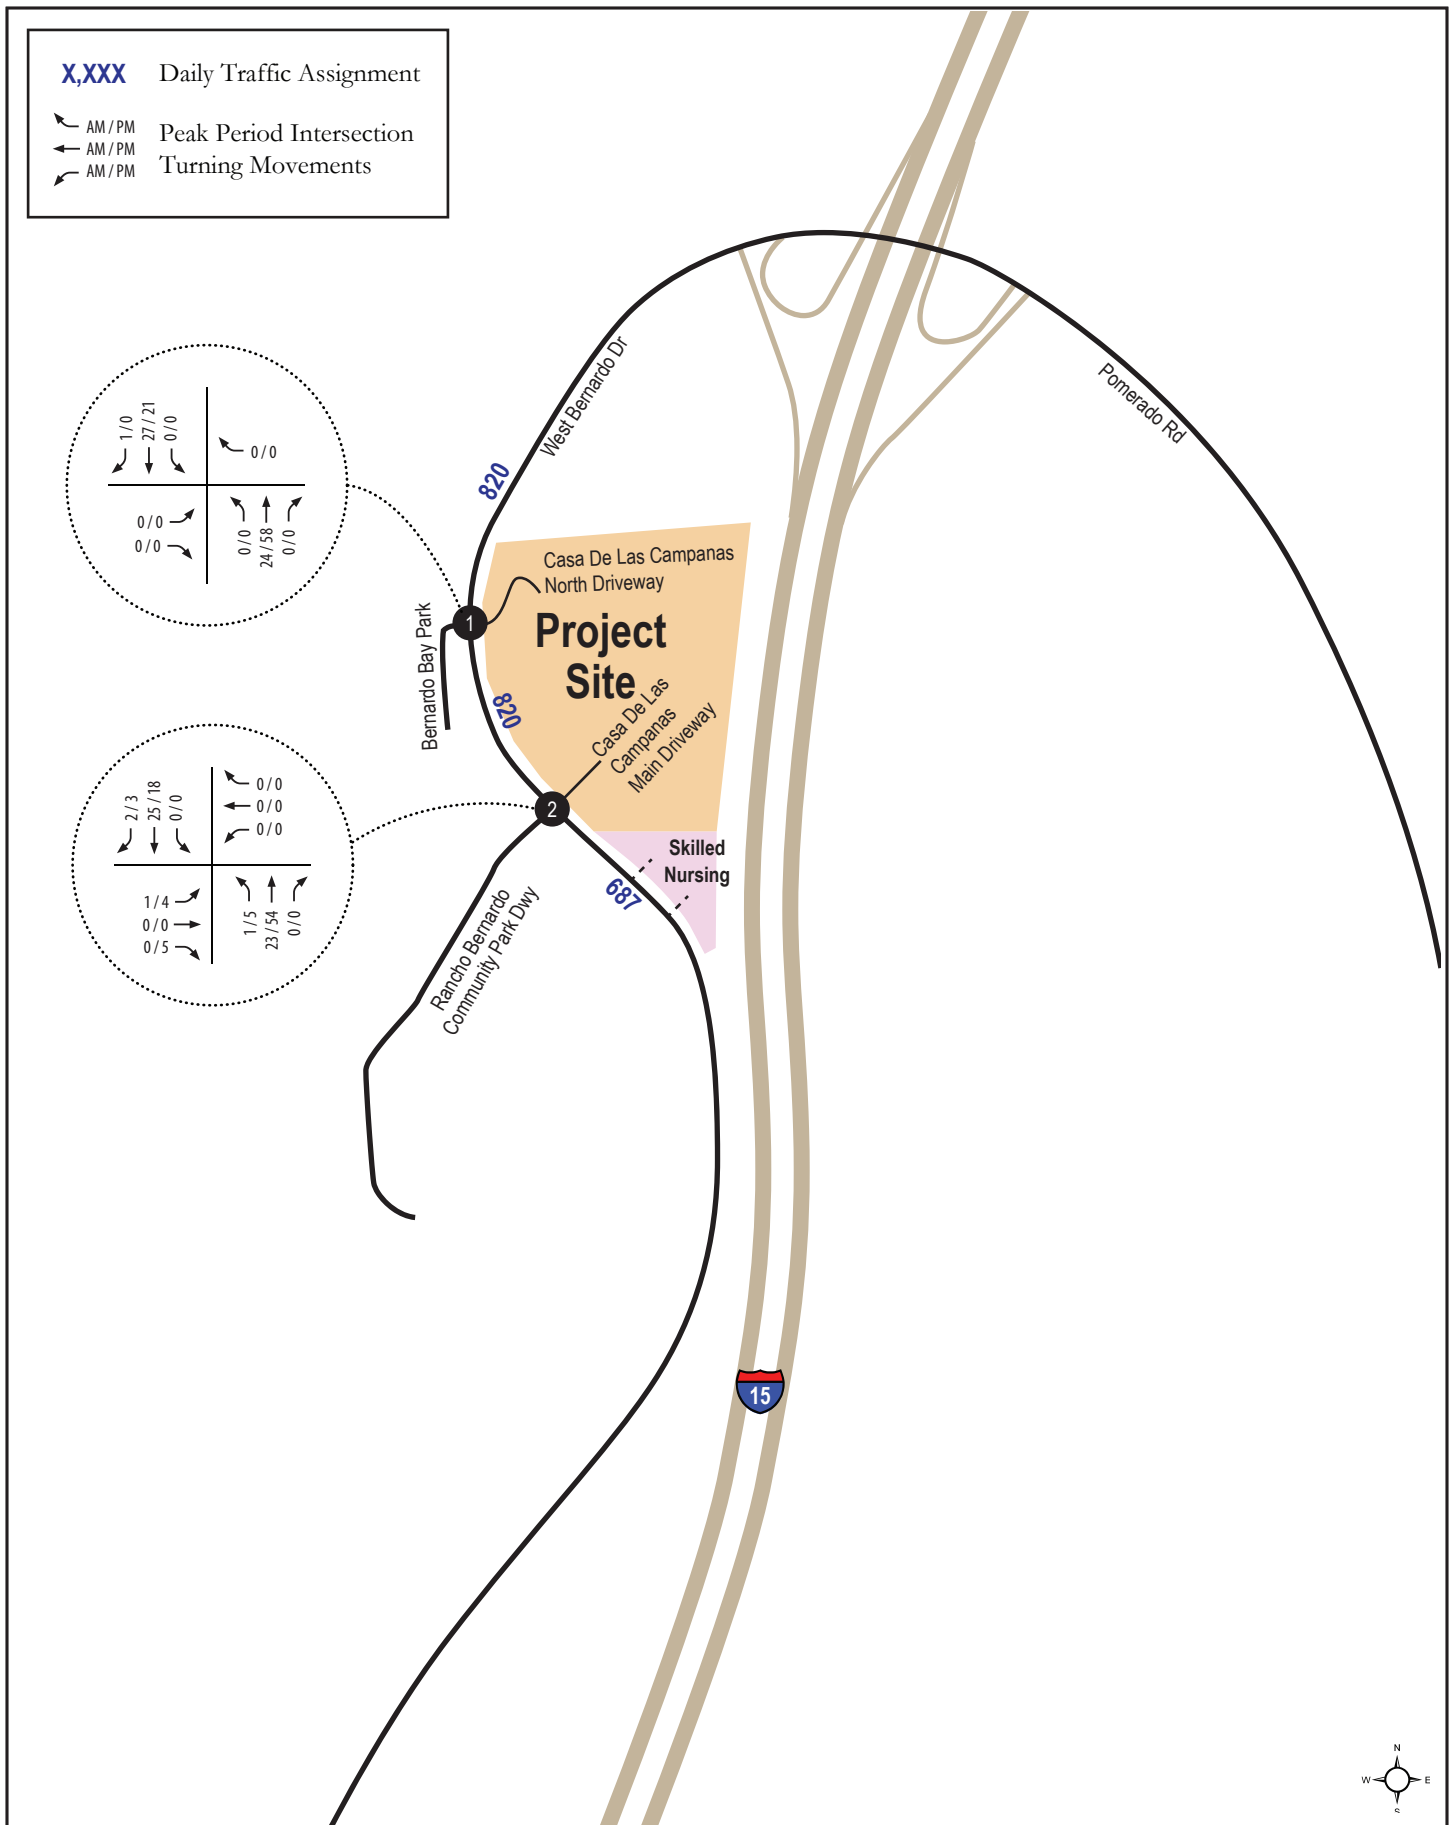 X,XXX Daily Traffic Assignment
AM / PM
AM / PM
AM / PM
Peak Period Intersection
Turning Movements
West Bernardo Dr
Pomerado Rd
820
1 / 0
27 / 21
0 / 0
0 / 0
0 / 0
0 / 0
0 / 0
24 / 58
0 / 0
Casa De Las Campanas
North Driveway
1
Project
Site
Bernardo Bay Park
820
Casa De Las
Campanas
Main Driveway
2
2 / 3
25 / 18
0 / 0
0 / 0
0 / 0
0 / 0
1 / 4
0 / 0
0 / 5
1 / 5
23 / 54
0 / 0
Skilled
Nursing
687
Rancho Bernardo
Community Park Dwy
15
N
W
E
S